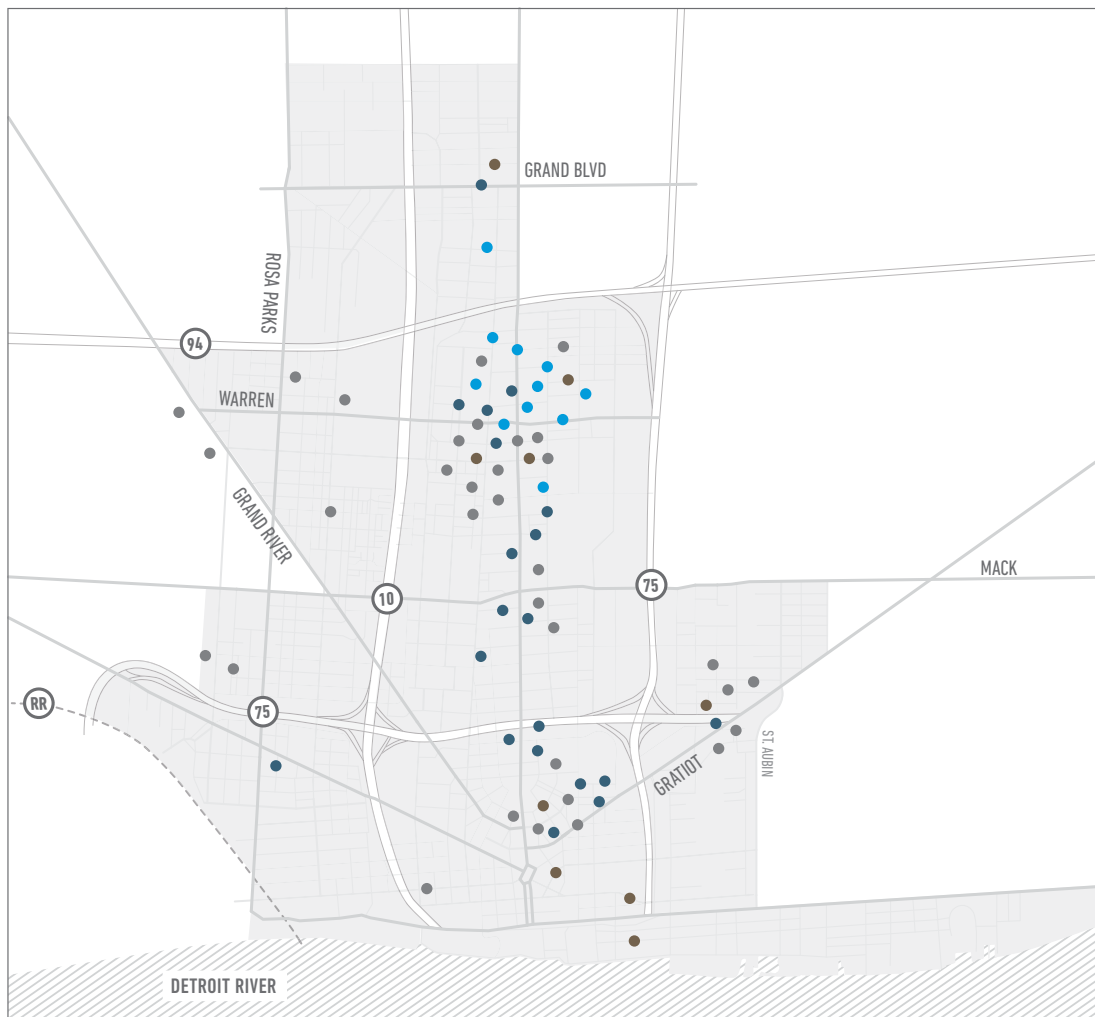 GRAND BLVD
ROSA PARKS
94
WARREN
GRAND RIVER
10
75
MACK
RR
75
ST. AUBIN
GRATIOT
DETROIT RIVER